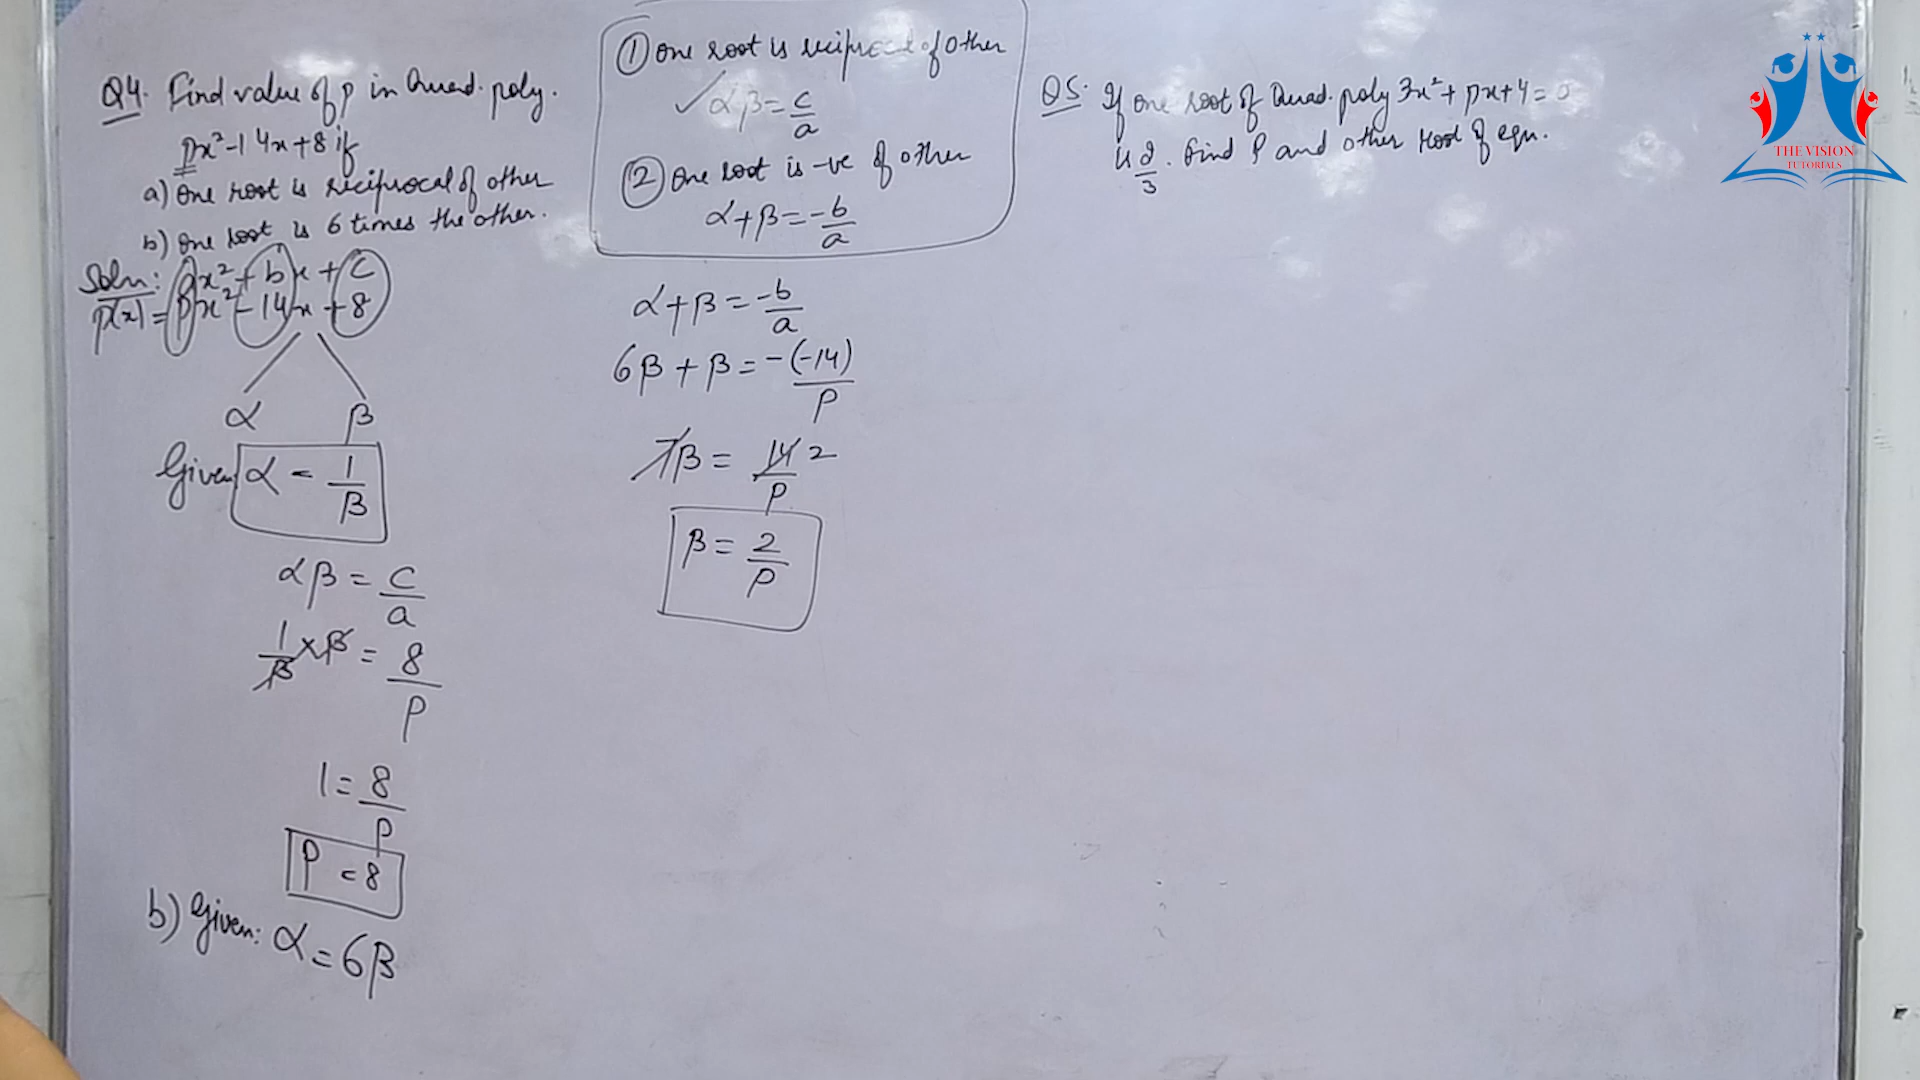 Q4. Find value of p in Quad. poly.
px²-14x+8 if
a) one root is reciprocal of other
b) one root is 6 times the other.
Soln: ax² + bx + c
p(x) = px² - 14x + 8
α β
Given α = 1/β
αβ = c/a
1/β × β = 8/p
1 = 8/p
P = 8
b) Given: α = 6β
① one root is reciprocal of other
✓ αβ = c/a
② one root is -ve of other
α+β = -b/a
α+β = -b/a
6β + β = -(-14)/p
7β = 14/p 2
β = 2/p
Q5. If one root of Quad. poly 3x² + px + 4 = 0
is 2/3. Find P and other root of eqn.
THE VISION
TUTORIALS